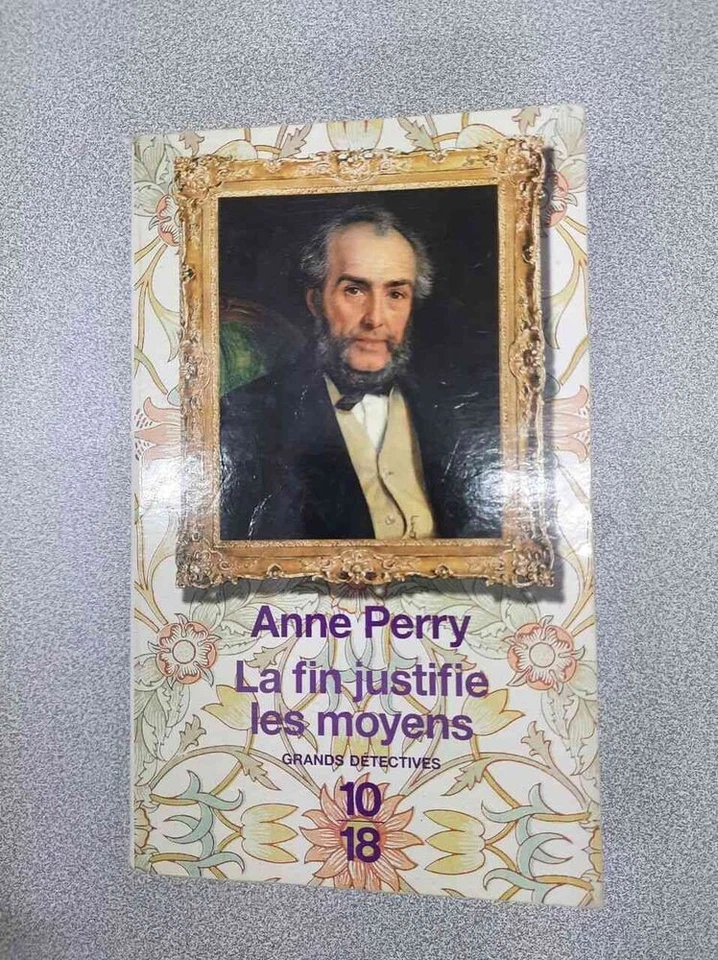 Anne Perry
La fin justifie
les moyens
GRANDS DÉTECTIVES
10
18